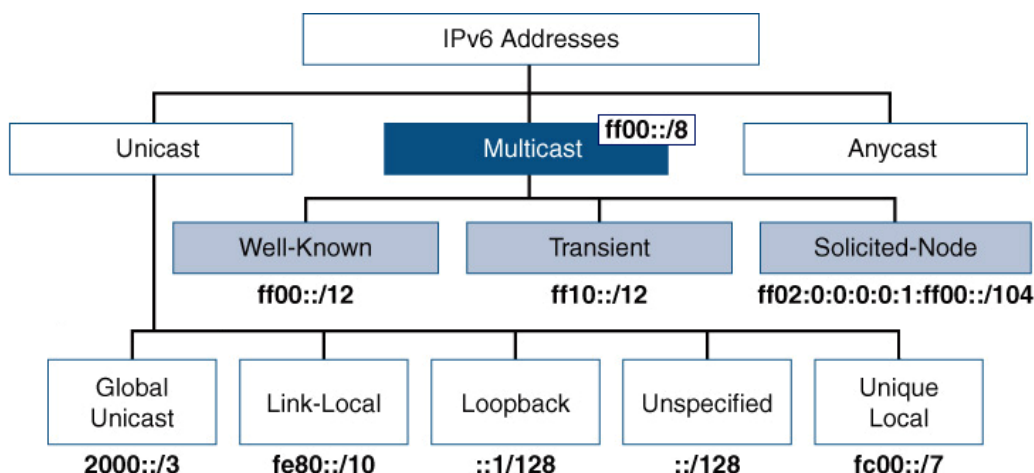 IPv6 Addresses
ff00::/8
Unicast
Multicast
Anycast
Well-Known
Transient
Solicited-Node
ff00::/12
ff10::/12
ff02:0:0:0:0:1:ff00::/104
Global
Unicast
Link-Local
Loopback
Unspecified
Unique
Local
2000::/3
fe80::/10
::1/128
::/128
fc00::/7